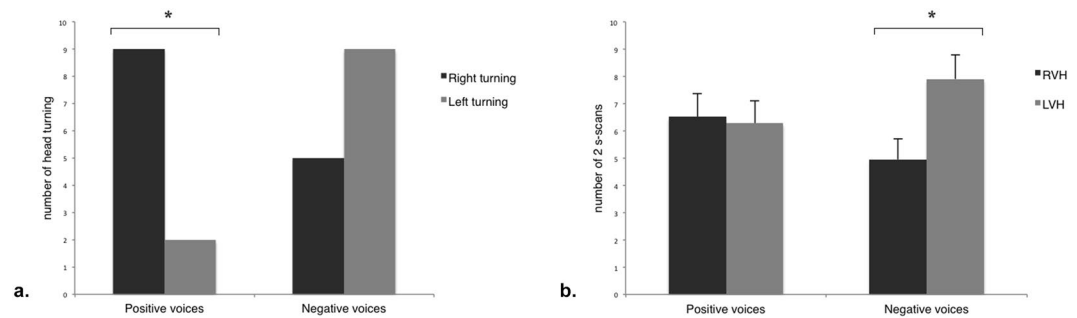 *
10
9
8
7
6
5
4
3
2
1
0
number of head turning
Positive voices
Negative voices
Right turning
Left turning
a.
*
10
9
8
7
6
5
4
3
2
1
0
number of 2 s-scans
Positive voices
Negative voices
RVH
LVH
b.